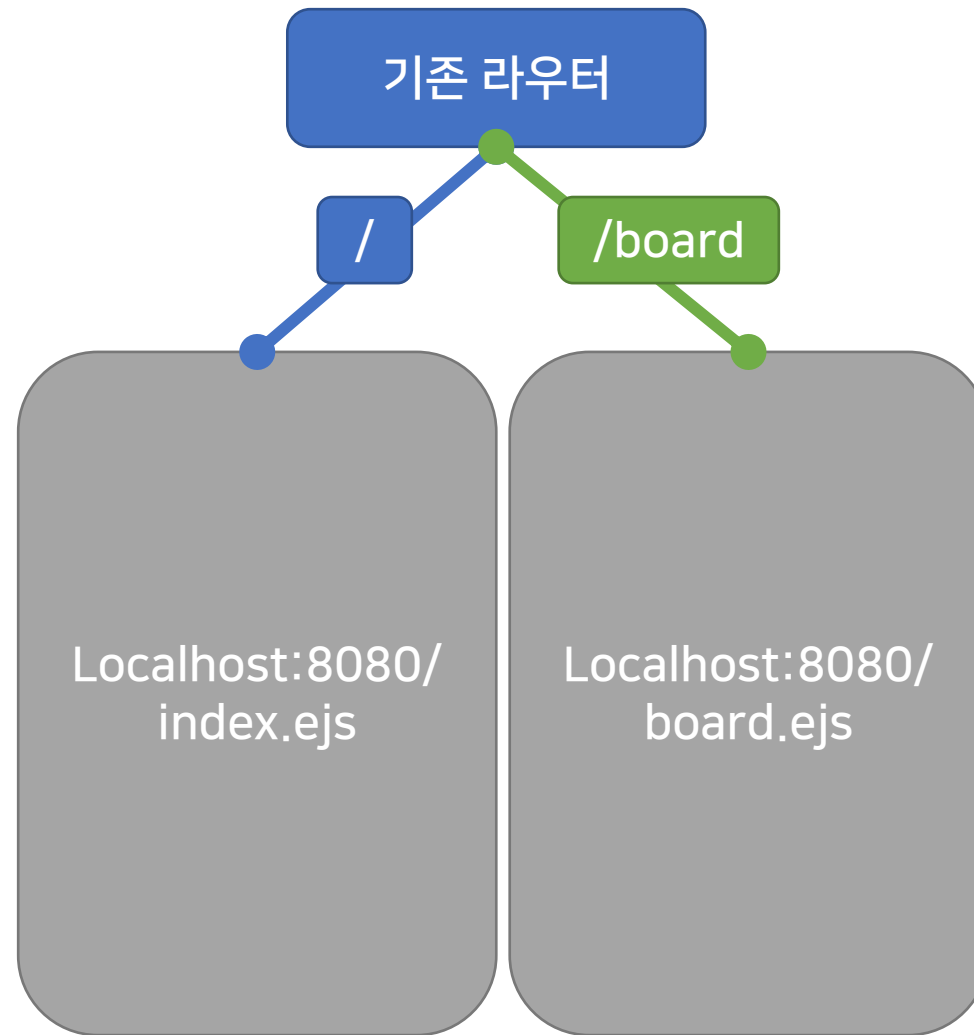 기존 라우터
/
/board
Localhost:8080/
index.ejs
Localhost:8080/
board.ejs